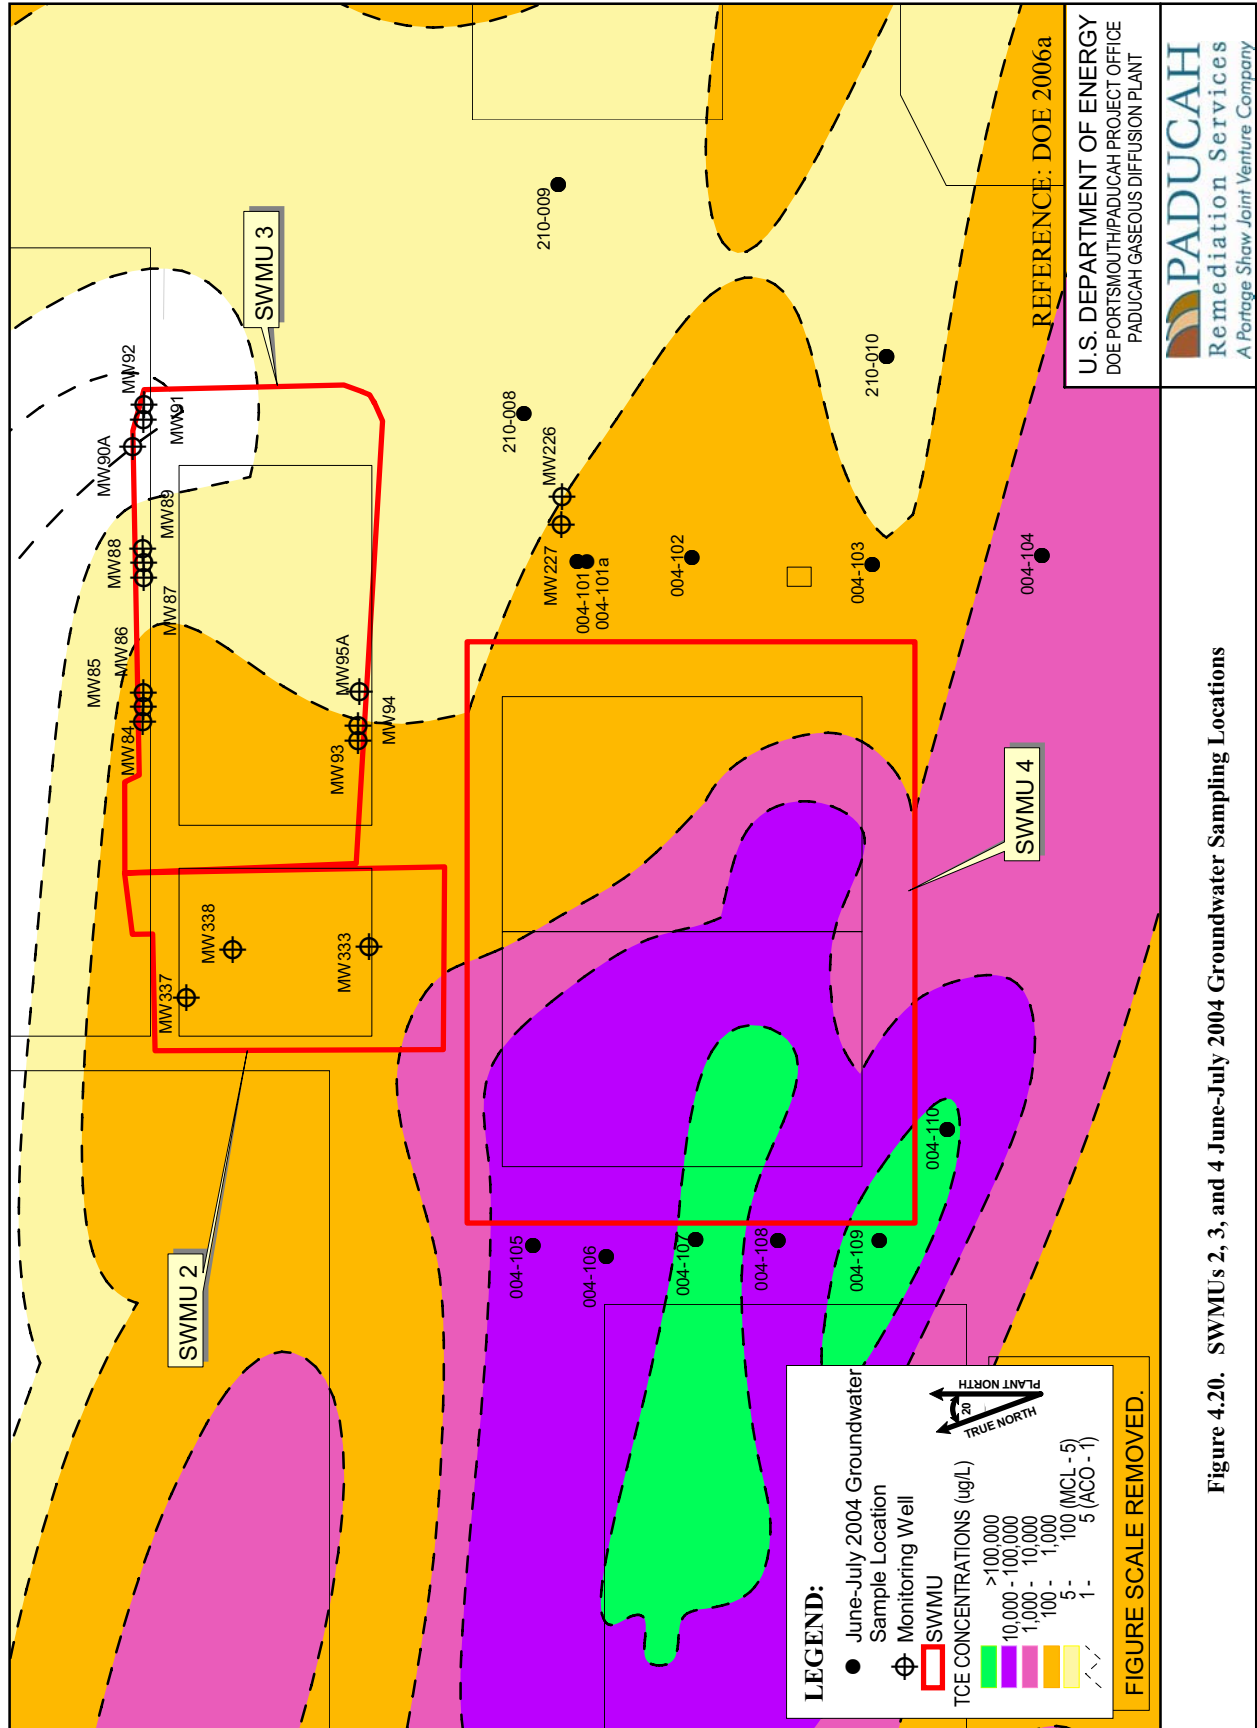 MW90A
MW92
MW91
MW88
MW89
MW87
MW85
MW86
MW84
MW95A
MW94
MW93
MW338
MW337
MW333
SWMU 3
SWMU 2
SWMU 4
210-009
210-008
210-010
MW226
MW227
004-101
004-101a
004-102
004-103
004-104
004-105
004-106
004-107
004-108
004-109
004-110
REFERENCE: DOE 2006a
LEGEND:
June-July 2004 Groundwater
Sample Location
Monitoring Well
SWMU
TCE CONCENTRATIONS (ug/L)
>100,000
10,000 - 100,000
1,000 - 10,000
100 - 1,000
5 - 100 (MCL - 5)
1 - 5 (ACO - 1)
PLANT NORTH
20
TRUE NORTH
FIGURE SCALE REMOVED.
U.S. DEPARTMENT OF ENERGY
DOE PORTSMOUTH/PADUCAH PROJECT OFFICE
PADUCAH GASEOUS DIFFUSION PLANT
PADUCAH
Remediation Services
A Portage Shaw Joint Venture Company
Figure 4.20. SWMUs 2, 3, and 4 June-July 2004 Groundwater Sampling Locations